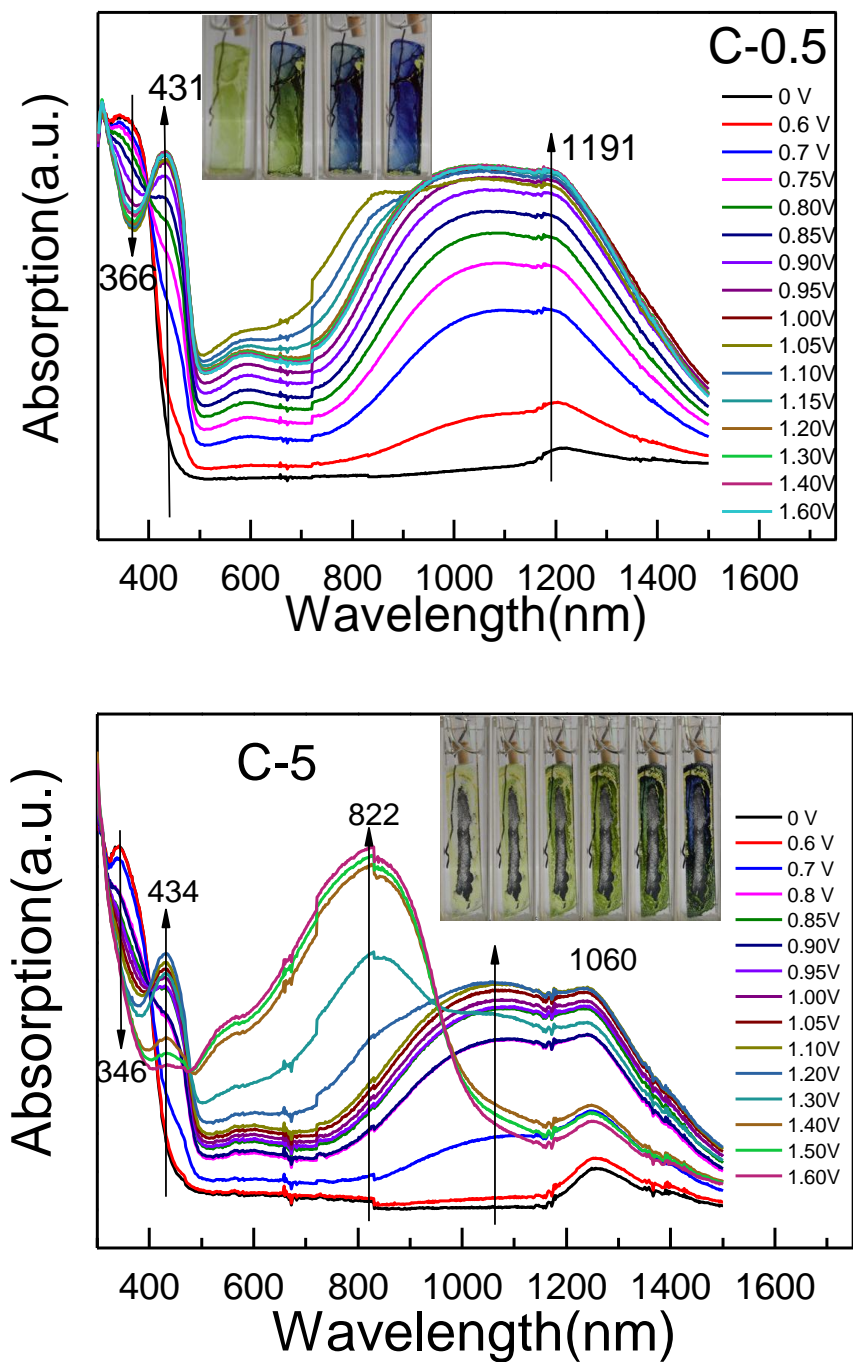 C-0.5
431
366
1191
0 V
0.6 V
0.7 V
0.75V
0.80V
0.85V
0.90V
0.95V
1.00V
1.05V
1.10V
1.15V
1.20V
1.30V
1.40V
1.60V
Absorption(a.u.)
400 600 800 1000 1200 1400 1600
Wavelength(nm)
C-5
822
434
346
1060
0 V
0.6 V
0.7 V
0.8 V
0.85V
0.90V
0.95V
1.00V
1.05V
1.10V
1.20V
1.30V
1.40V
1.50V
1.60V
Absorption(a.u.)
400 600 800 1000 1200 1400 1600
Wavelength(nm)